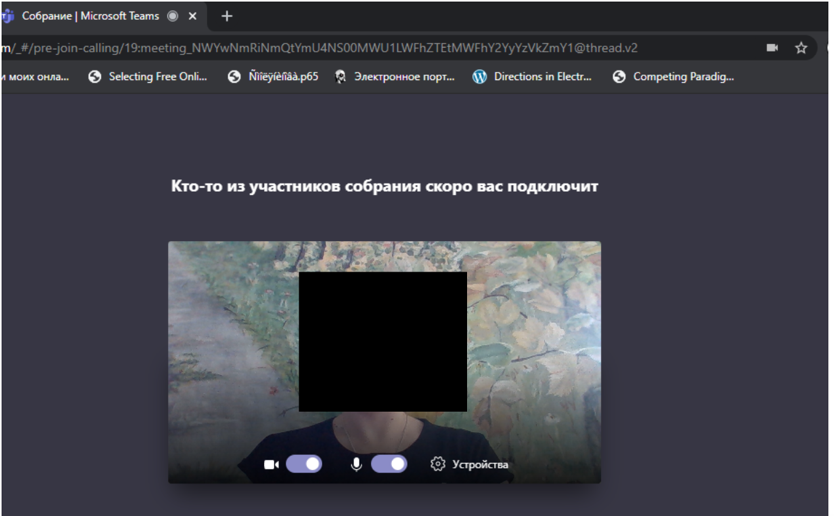 Собрание | Microsoft Teams
m/_#/pre-join-calling/19:meeting_NWYwNmRiNmQtYmU4NS00MWU1LWFhZTEtMWFhY2YyYzVkZmY1@thread.v2
и моих онла... Selecting Free Onli... Ñîëëÿíèíîâà.p65 Электронное порт... Directions in Electr... Competing Paradig...
Кто-то из участников собрания скоро вас подключит
Устройства